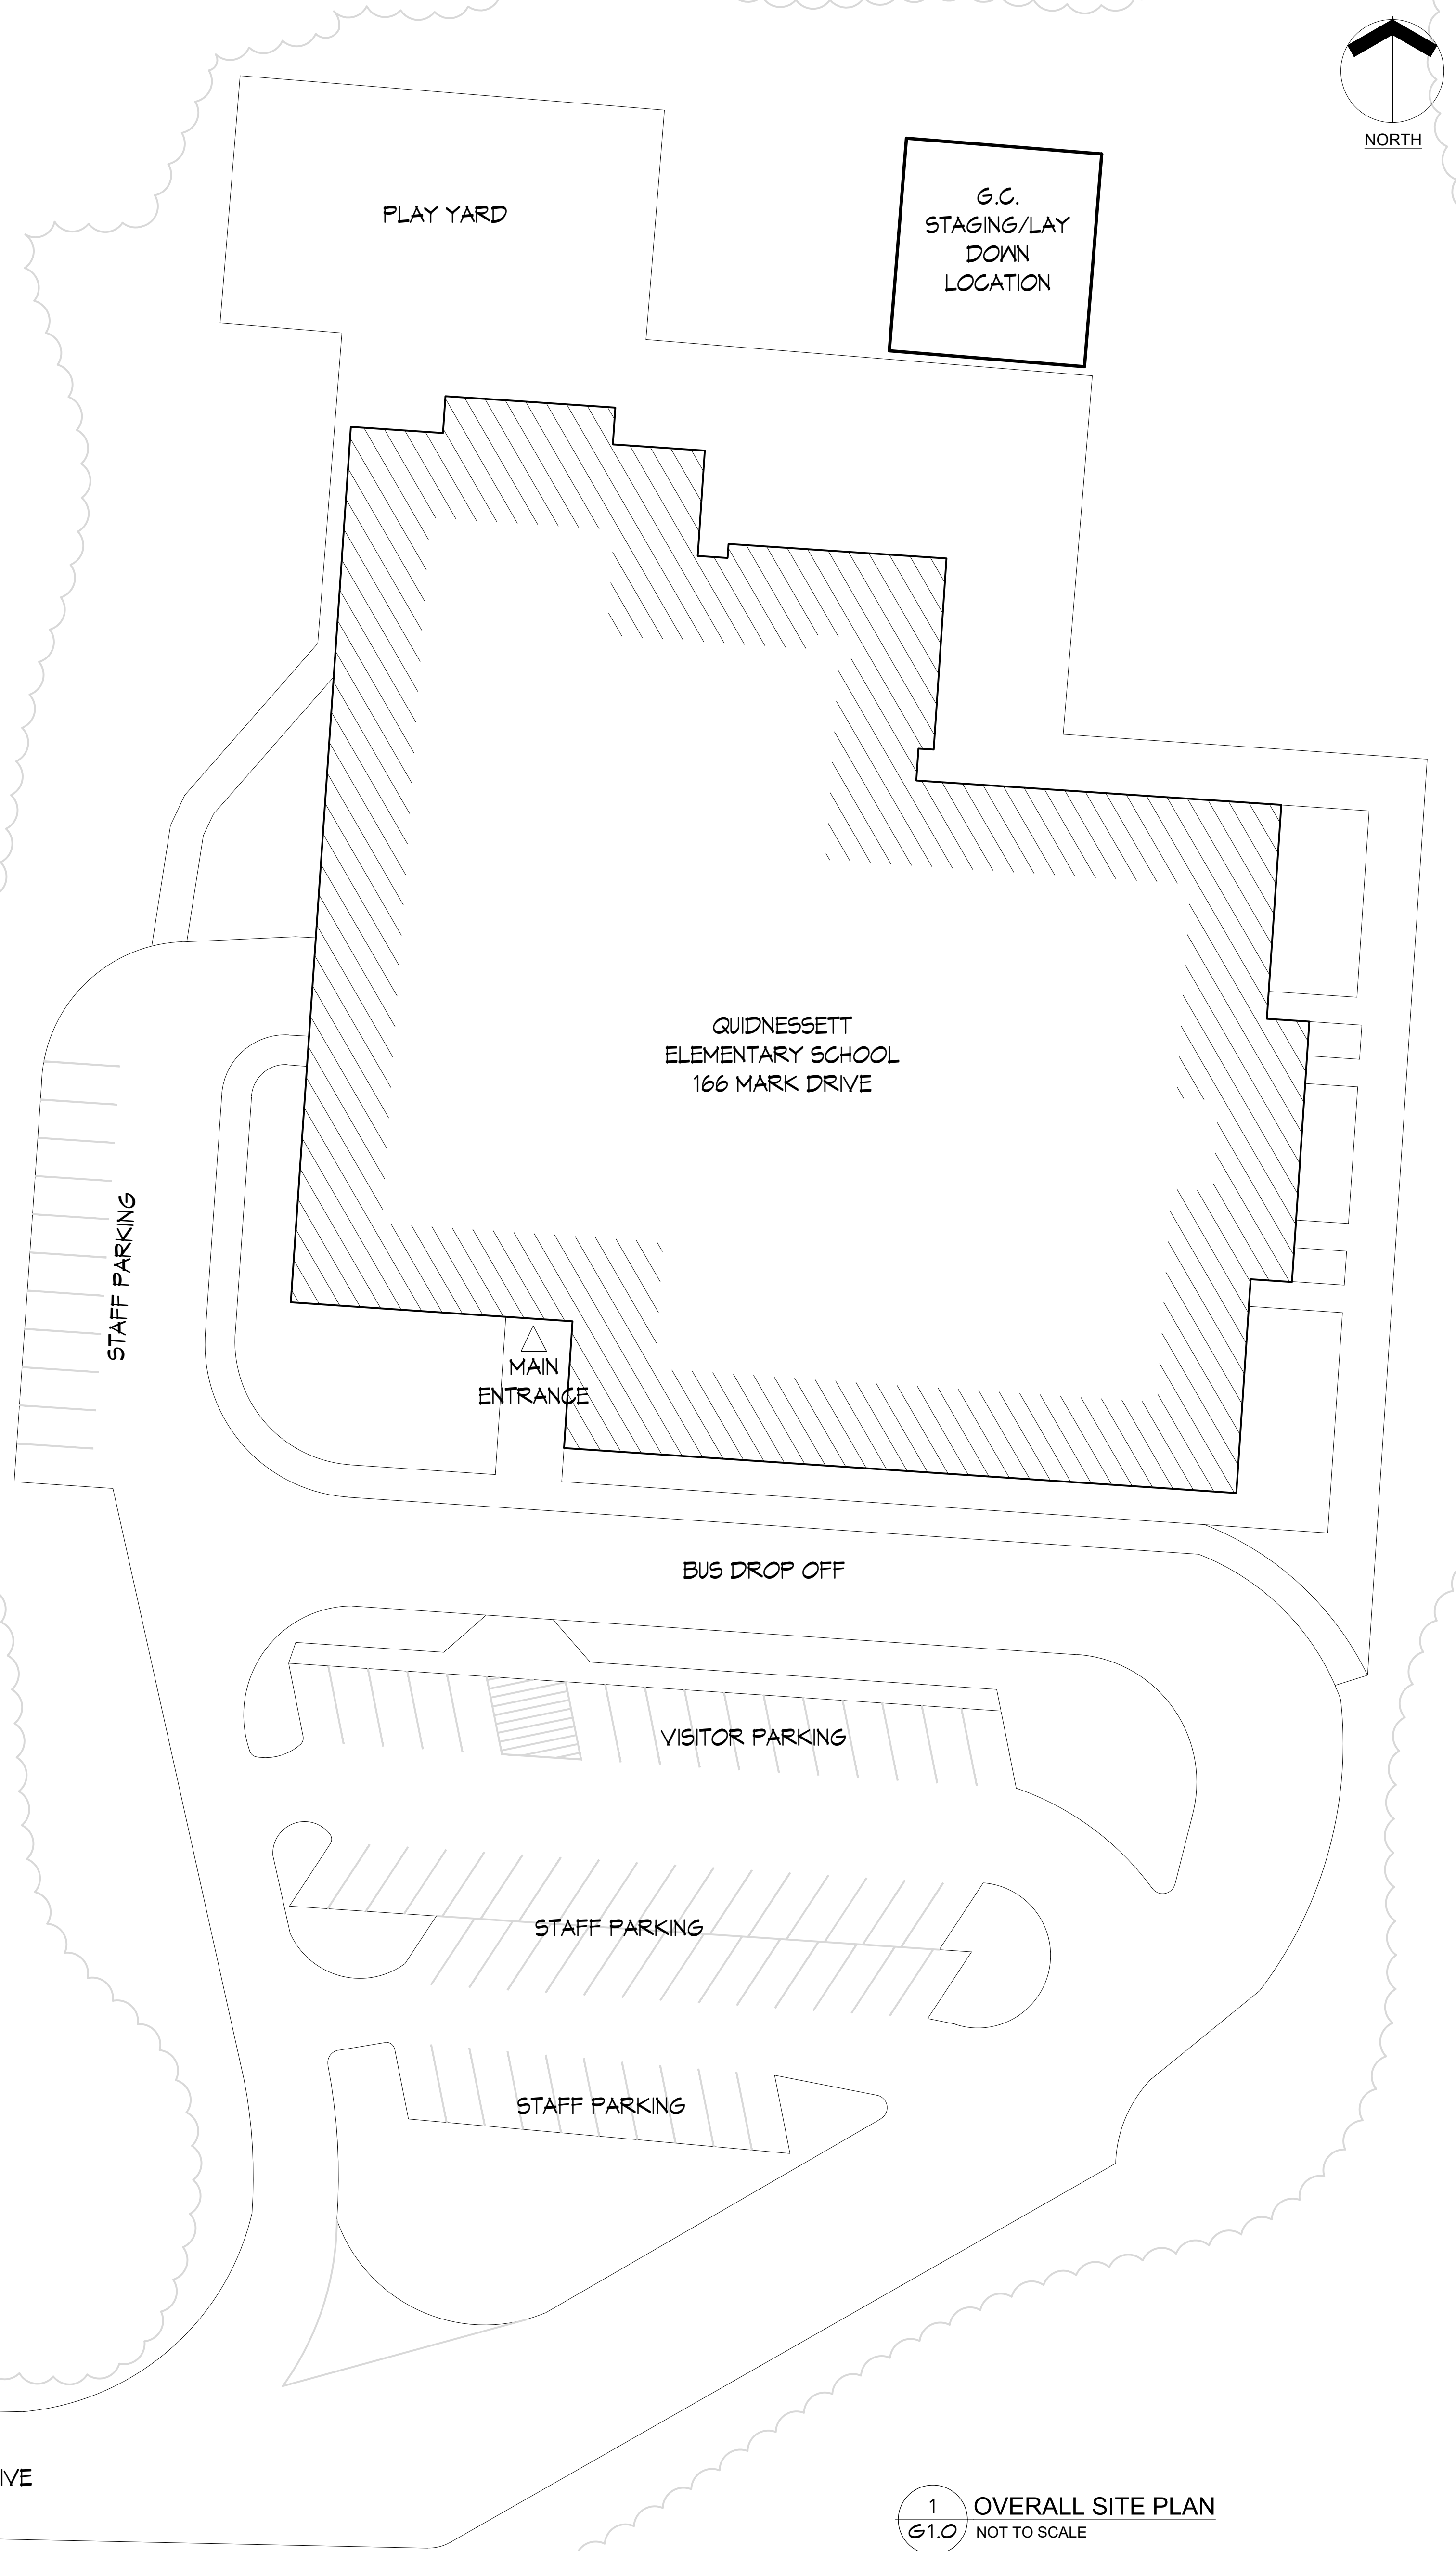 NORTH
PLAY YARD
G.C.
STAGING/LAY
DOWN
LOCATION
QUIDNESSETT
ELEMENTARY SCHOOL
166 MARK DRIVE
STAFF PARKING
MAIN
ENTRANCE
BUS DROP OFF
VISITOR PARKING
STAFF PARKING
STAFF PARKING
IVE
1
G1.0
OVERALL SITE PLAN
NOT TO SCALE